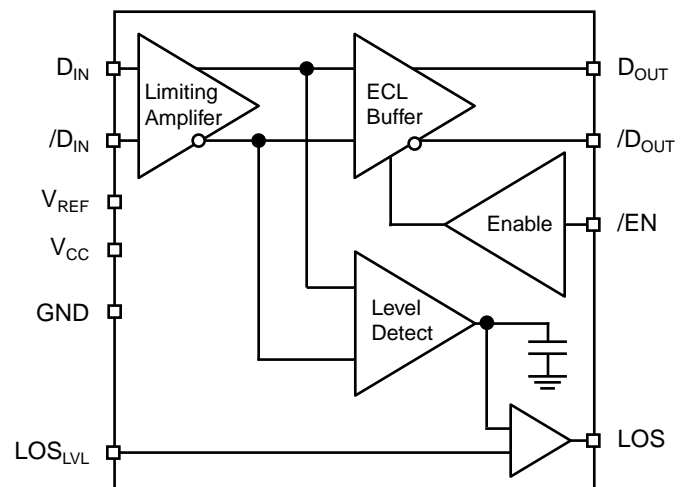 D_IN
Limiting
Amplifer
ECL
Buffer
D_OUT
/D_IN
/D_OUT
V_REF
Enable
/EN
V_CC
GND
Level
Detect
LOS_LVL
LOS